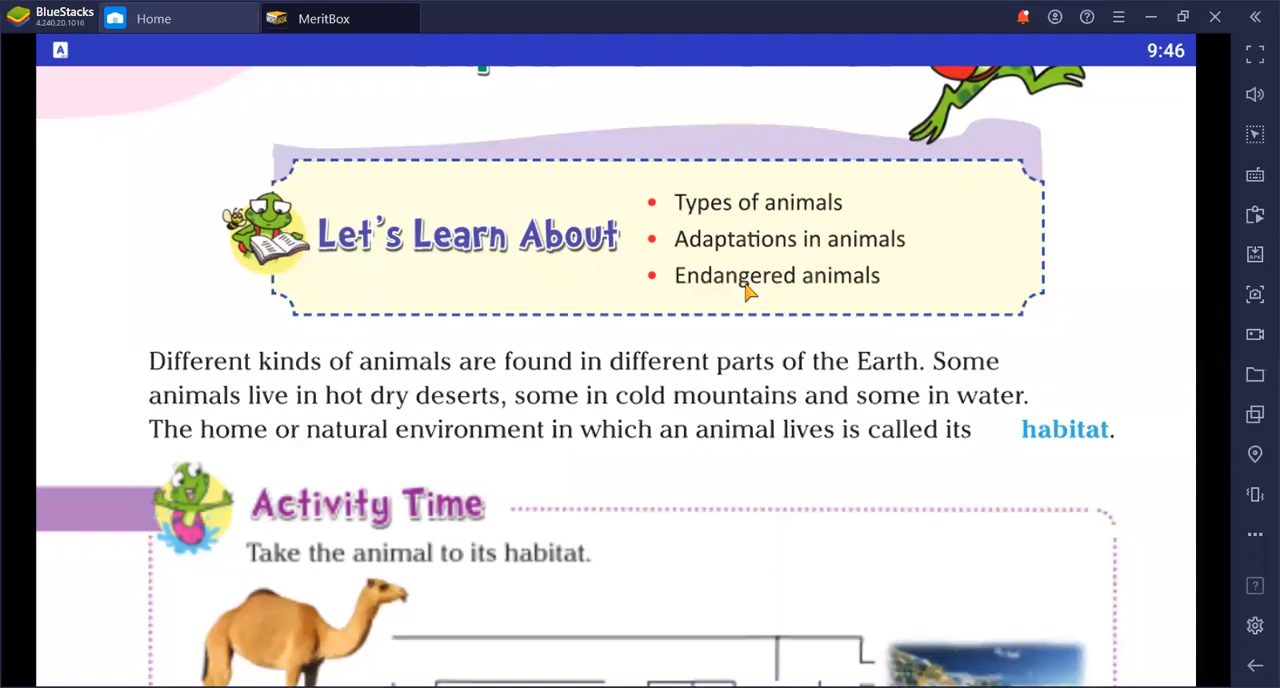 BlueStacks
4.240.20.1016
Home
MeritBox
A
9:46
Let's Learn About
• Types of animals
• Adaptations in animals
• Endangered animals
Different kinds of animals are found in different parts of the Earth. Some
animals live in hot dry deserts, some in cold mountains and some in water.
The home or natural environment in which an animal lives is called its habitat.
Activity Time
Take the animal to its habitat.